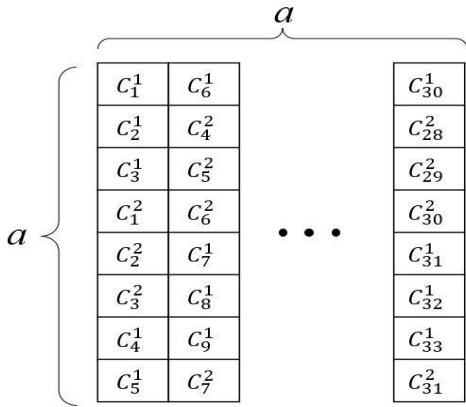 a
C_1^1 C_6^1 C_30^1
C_2^1 C_4^2 C_28^2
C_3^1 C_5^2 C_29^2
C_1^2 C_6^2 C_30^2
a
C_2^2 C_7^1 • • • C_31^1
C_3^2 C_8^1 C_32^1
C_4^1 C_9^1 C_33^1
C_5^1 C_7^2 C_31^2